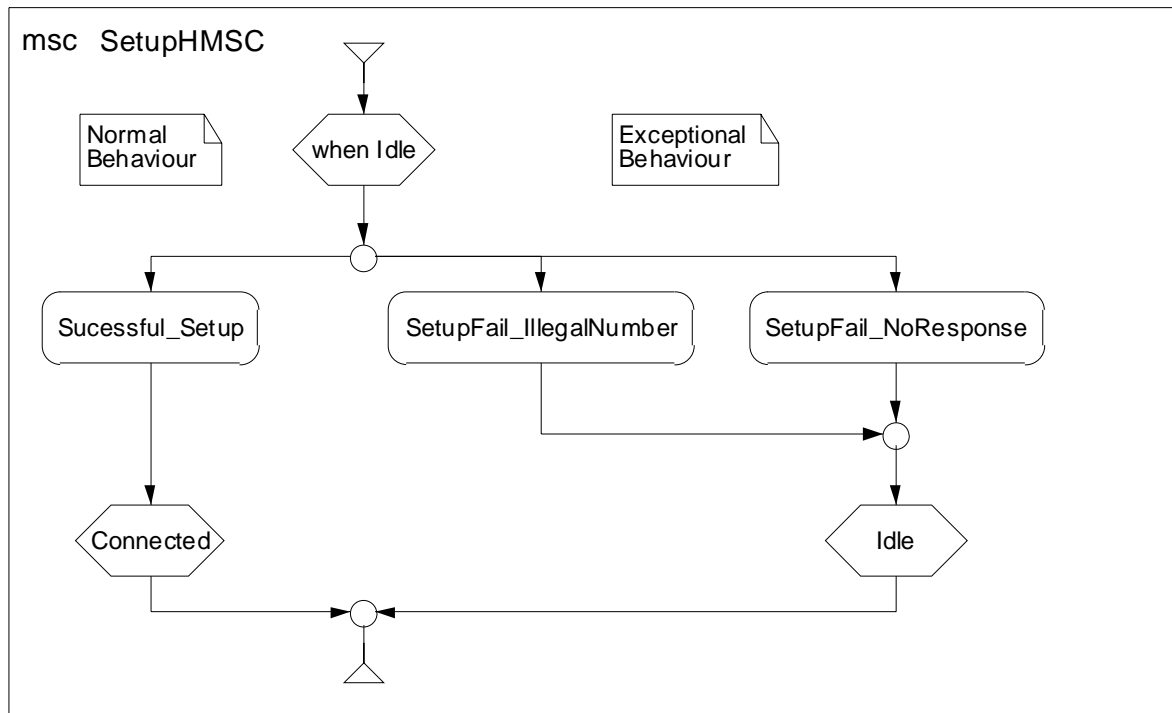 msc SetupHMSC
Normal
Behaviour
when Idle
Exceptional
Behaviour
Sucessful_Setup
SetupFail_IllegalNumber
SetupFail_NoResponse
Connected
Idle